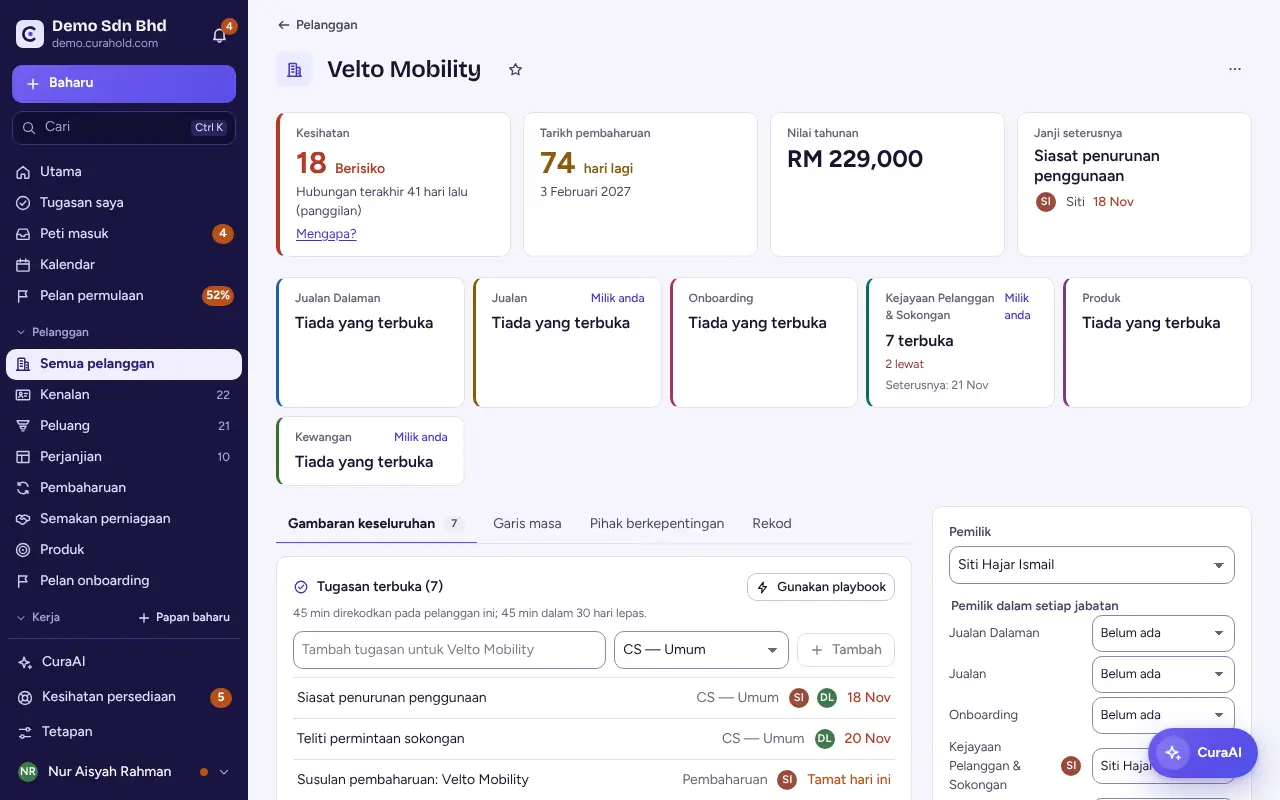 Demo Sdn Bhd
demo.curahold.com
4
Baharu
Cari
Ctrl K
Utama
Tugasan saya
Peti masuk
4
Kalendar
Pelan permulaan
52%
Pelanggan
Semua pelanggan
Kenalan
22
Peluang
21
Perjanjian
10
Pembaharuan
Semakan perniagaan
Produk
Pelan onboarding
Kerja
Papan baharu
CuraAI
Kesihatan persediaan
5
Tetapan
NR
Nur Aisyah Rahman
Pelanggan
Velto Mobility
Kesihatan
18 Berisiko
Hubungan terakhir 41 hari lalu
(panggilan)
Mengapa?
Tarikh pembaharuan
74 hari lagi
3 Februari 2027
Nilai tahunan
RM 229,000
Janji seterusnya
Siasat penurunan
penggunaan
SI Siti 18 Nov
Jualan Dalaman
Tiada yang terbuka
Jualan
Milik anda
Tiada yang terbuka
Onboarding
Tiada yang terbuka
Kejayaan Pelanggan
& Sokongan
Milik
anda
7 terbuka
2 lewat
Seterusnya: 21 Nov
Produk
Tiada yang terbuka
Kewangan
Milik anda
Tiada yang terbuka
Gambaran keseluruhan 7
Garis masa
Pihak berkepentingan
Rekod
Tugasan terbuka (7)
Gunakan playbook
45 min direkodkan pada pelanggan ini; 45 min dalam 30 hari lepas.
Tambah tugasan untuk Velto Mobility
CS — Umum
Tambah
Siasat penurunan penggunaan CS — Umum SI DL 18 Nov
Teliti permintaan sokongan CS — Umum DL 20 Nov
Susulan pembaharuan: Velto Mobility Pembaharuan SI Tamat hari ini
Pemilik
Siti Hajar Ismail
Pemilik dalam setiap jabatan
Jualan Dalaman
Belum ada
Jualan
Belum ada
Onboarding
Belum ada
Kejayaan
Pelanggan &
Sokongan
SI
Siti Hajar
CuraAI